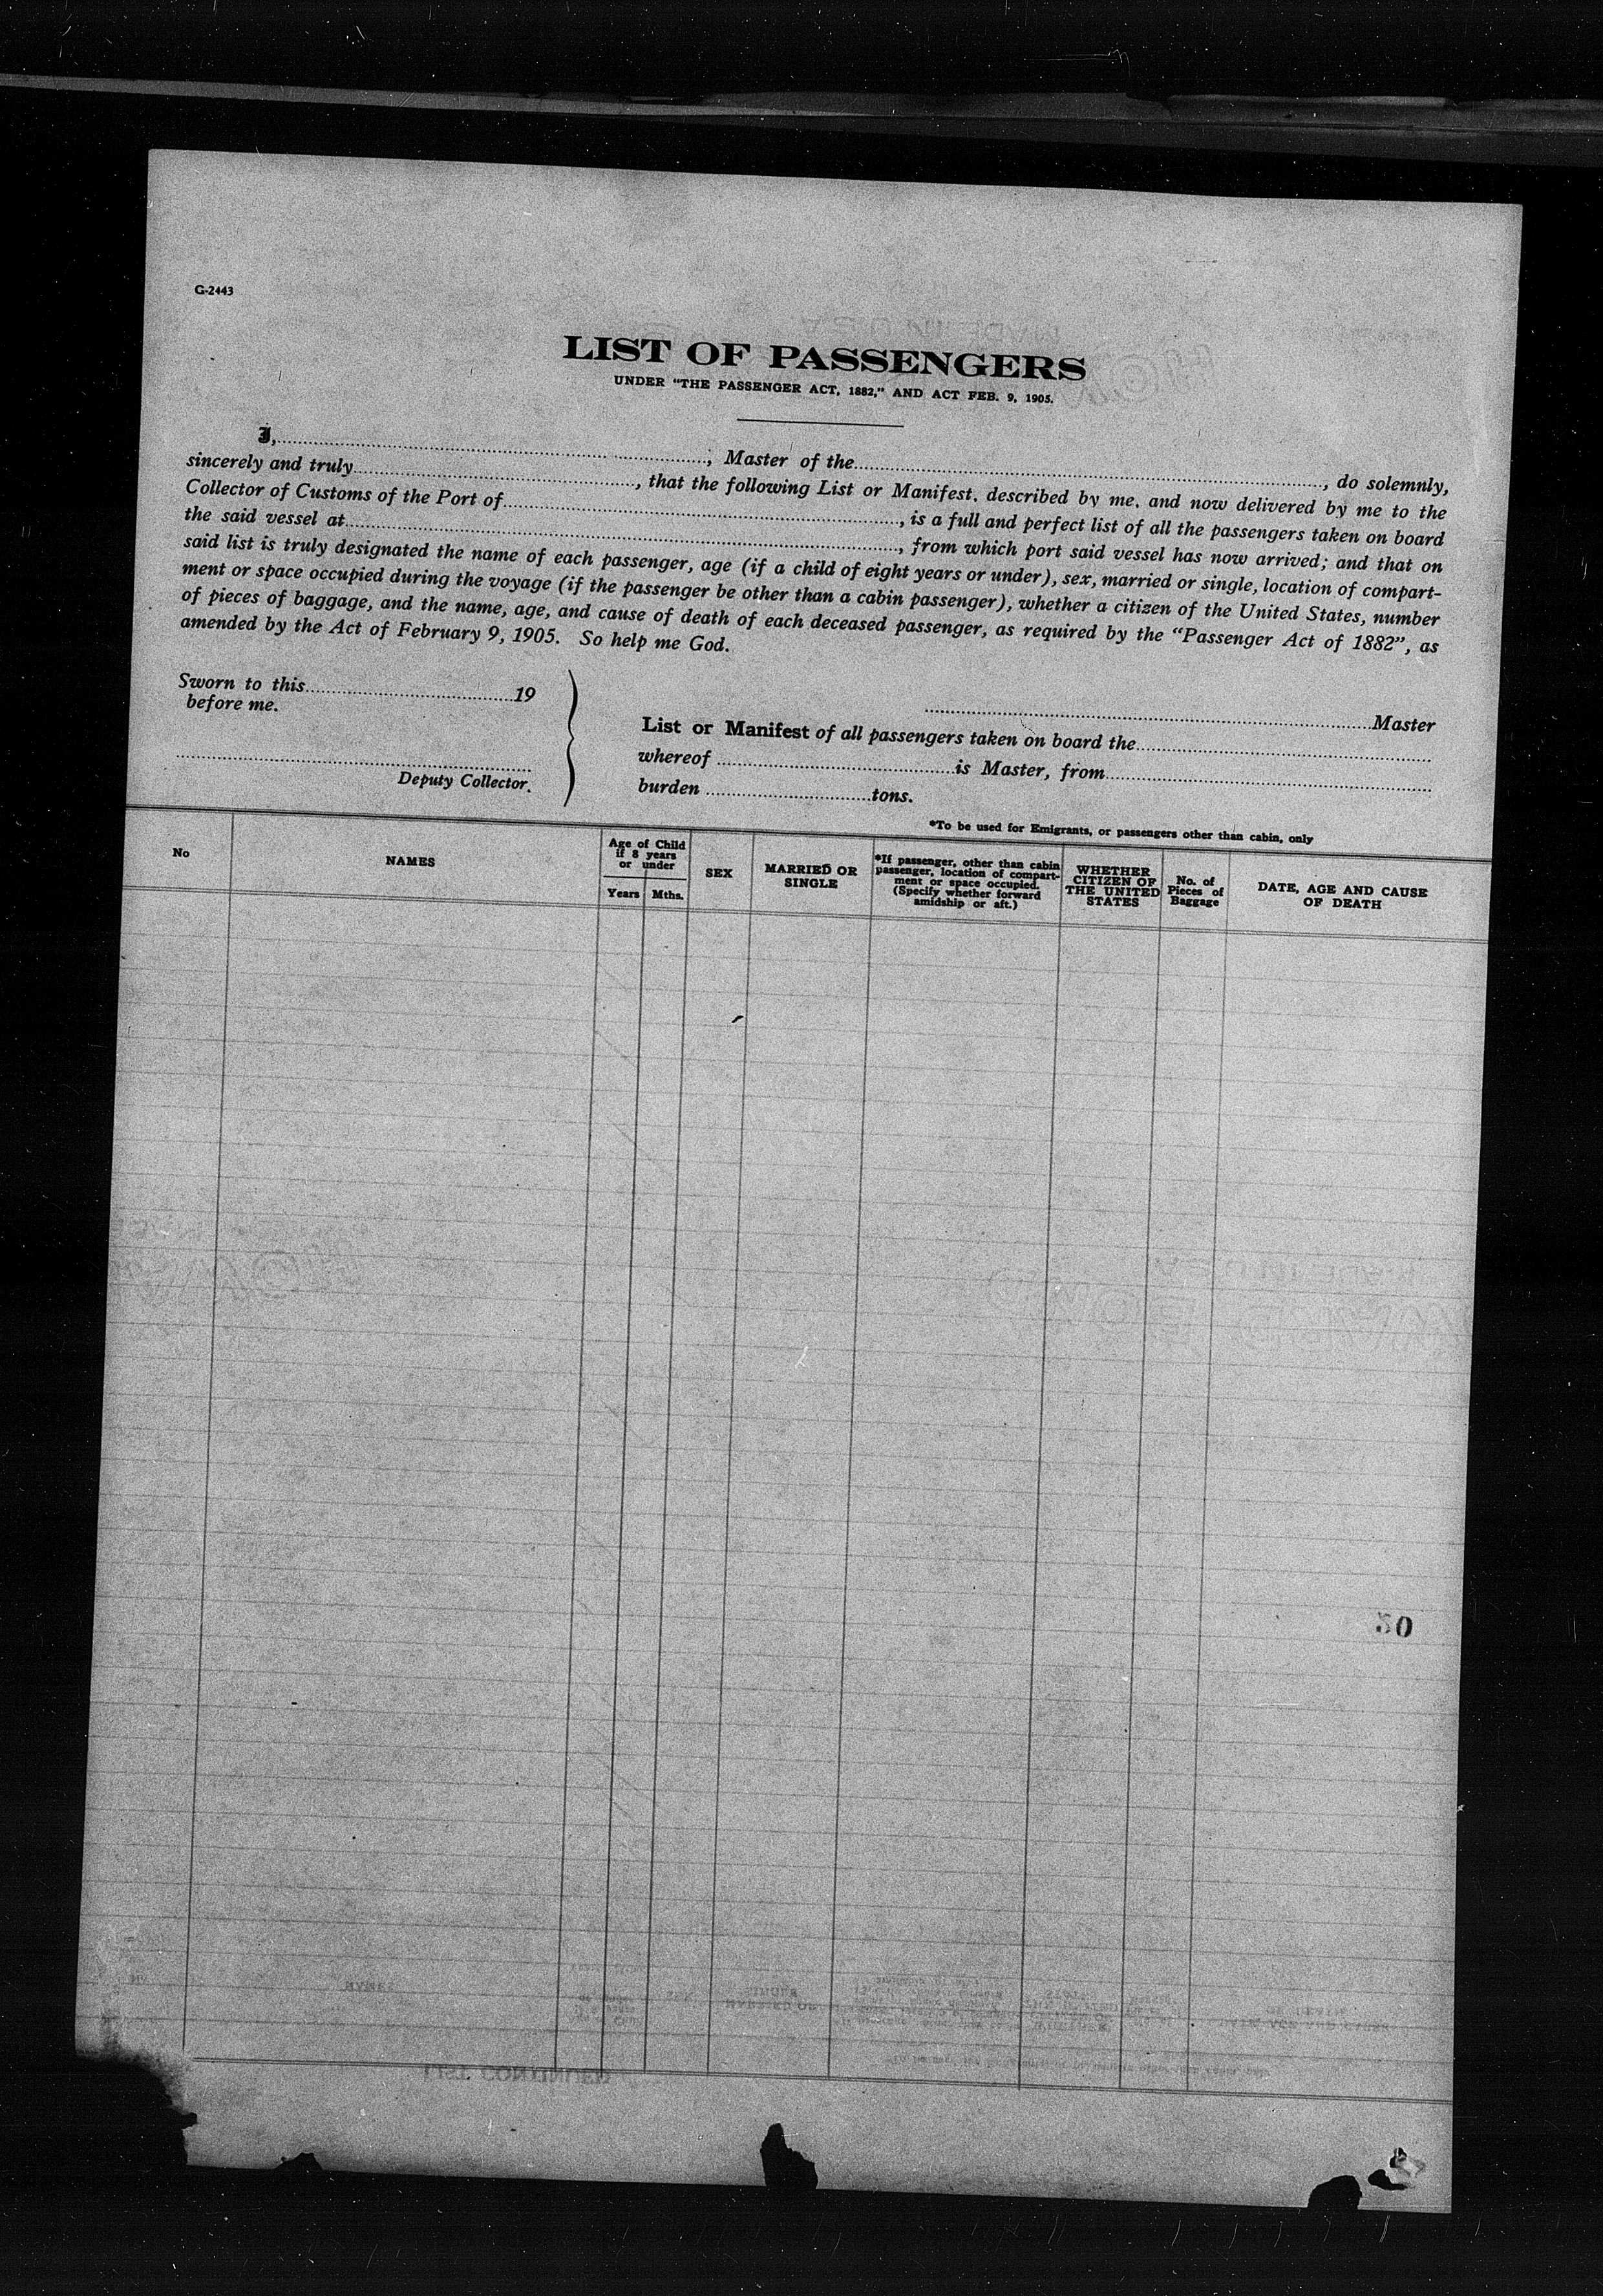 G-2443
LIST OF PASSENGERS
UNDER "THE PASSENGER ACT, 1882," AND ACT FEB. 9, 1905.
I,......, Master of the......, do solemnly,
sincerely and truly......, that the following List or Manifest, described by me, and now delivered by me to the
Collector of Customs of the Port of......, is a full and perfect list of all the passengers taken on board
the said vessel at......, from which port said vessel has now arrived; and that on
said list is truly designated the name of each passenger, age (if a child of eight years or under), sex, married or single, location of compart-
ment or space occupied during the voyage (if the passenger be other than a cabin passenger), whether a citizen of the United States, number
of pieces of baggage, and the name, age, and cause of death of each deceased passenger, as required by the "Passenger Act of 1882", as
amended by the Act of February 9, 1905. So help me God.
Sworn to this......19
before me.
Deputy Collector.
......Master
List or Manifest of all passengers taken on board the......
whereof ......is Master, from......
burden ......tons.
*To be used for Emigrants, or passengers other than cabin, only
No
NAMES
Age of Child
if 8 years
or under
Years Mths.
SEX
MARRIED OR
SINGLE
*If passenger, other than cabin
passenger, location of compart-
ment or space occupied.
(Specify whether forward
amidship or aft.)
WHETHER
CITIZEN OF
THE UNITED
STATES
No. of
Pieces of
Baggage
DATE, AGE AND CAUSE
OF DEATH
50
LIST CONTINUED